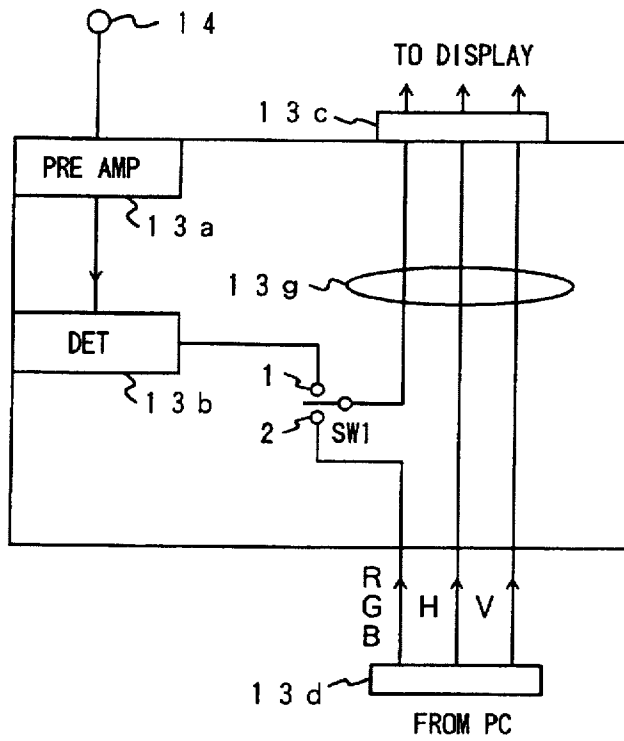 14
TO DISPLAY
13c
PRE AMP
13a
13g
DET
1
13b
2
SW1
R
G
B
H
V
13d
FROM PC